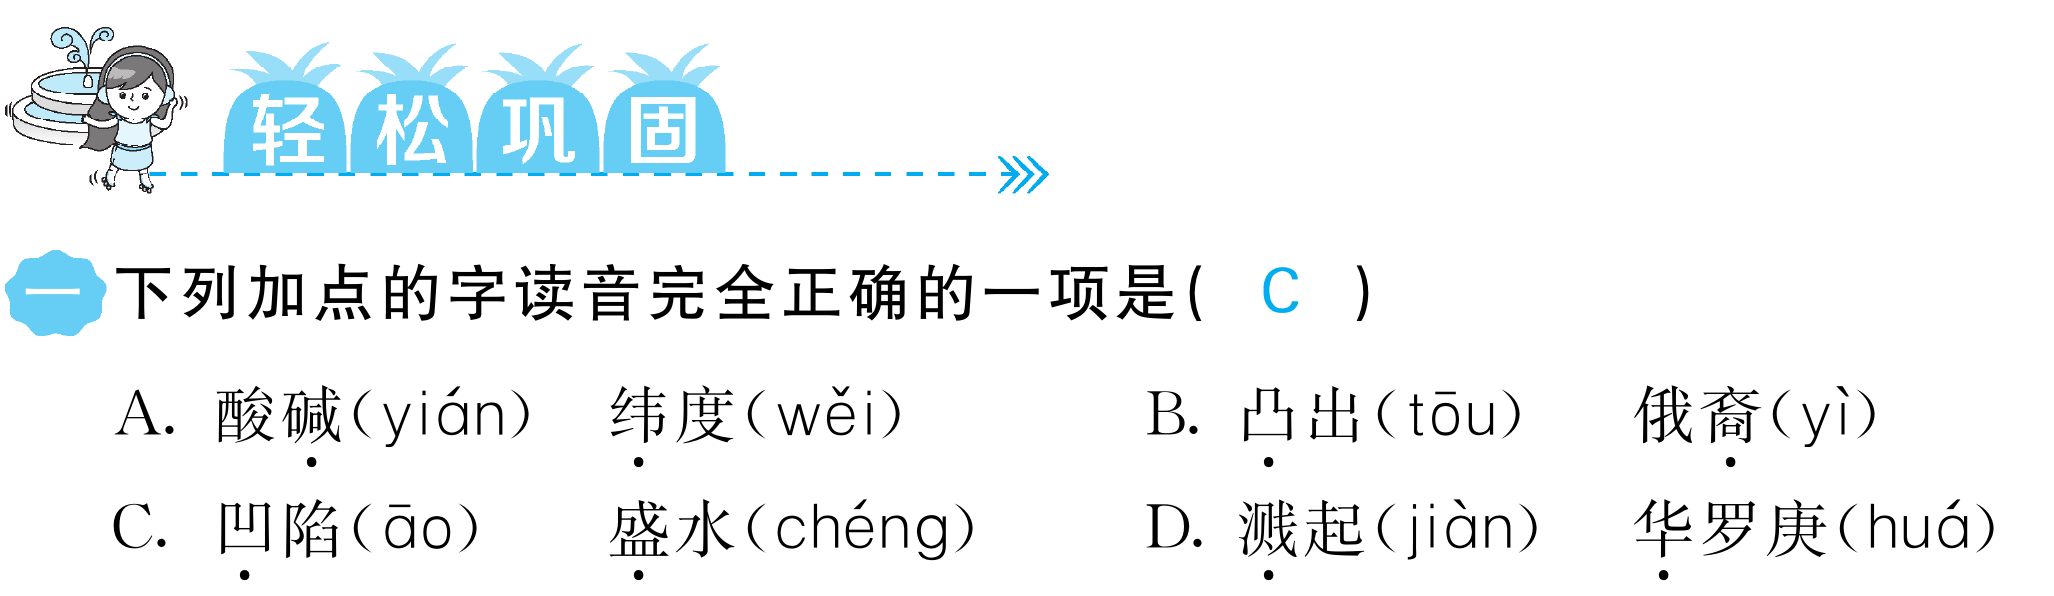 轻松巩固
一 下列加点的字读音完全正确的一项是( C )
A. 酸碱(yián) 纬度(wěi) B. 凸出(tōu) 俄裔(yì)
C. 凹陷(āo) 盛水(chéng) D. 溅起(jiàn) 华罗庚(huá)